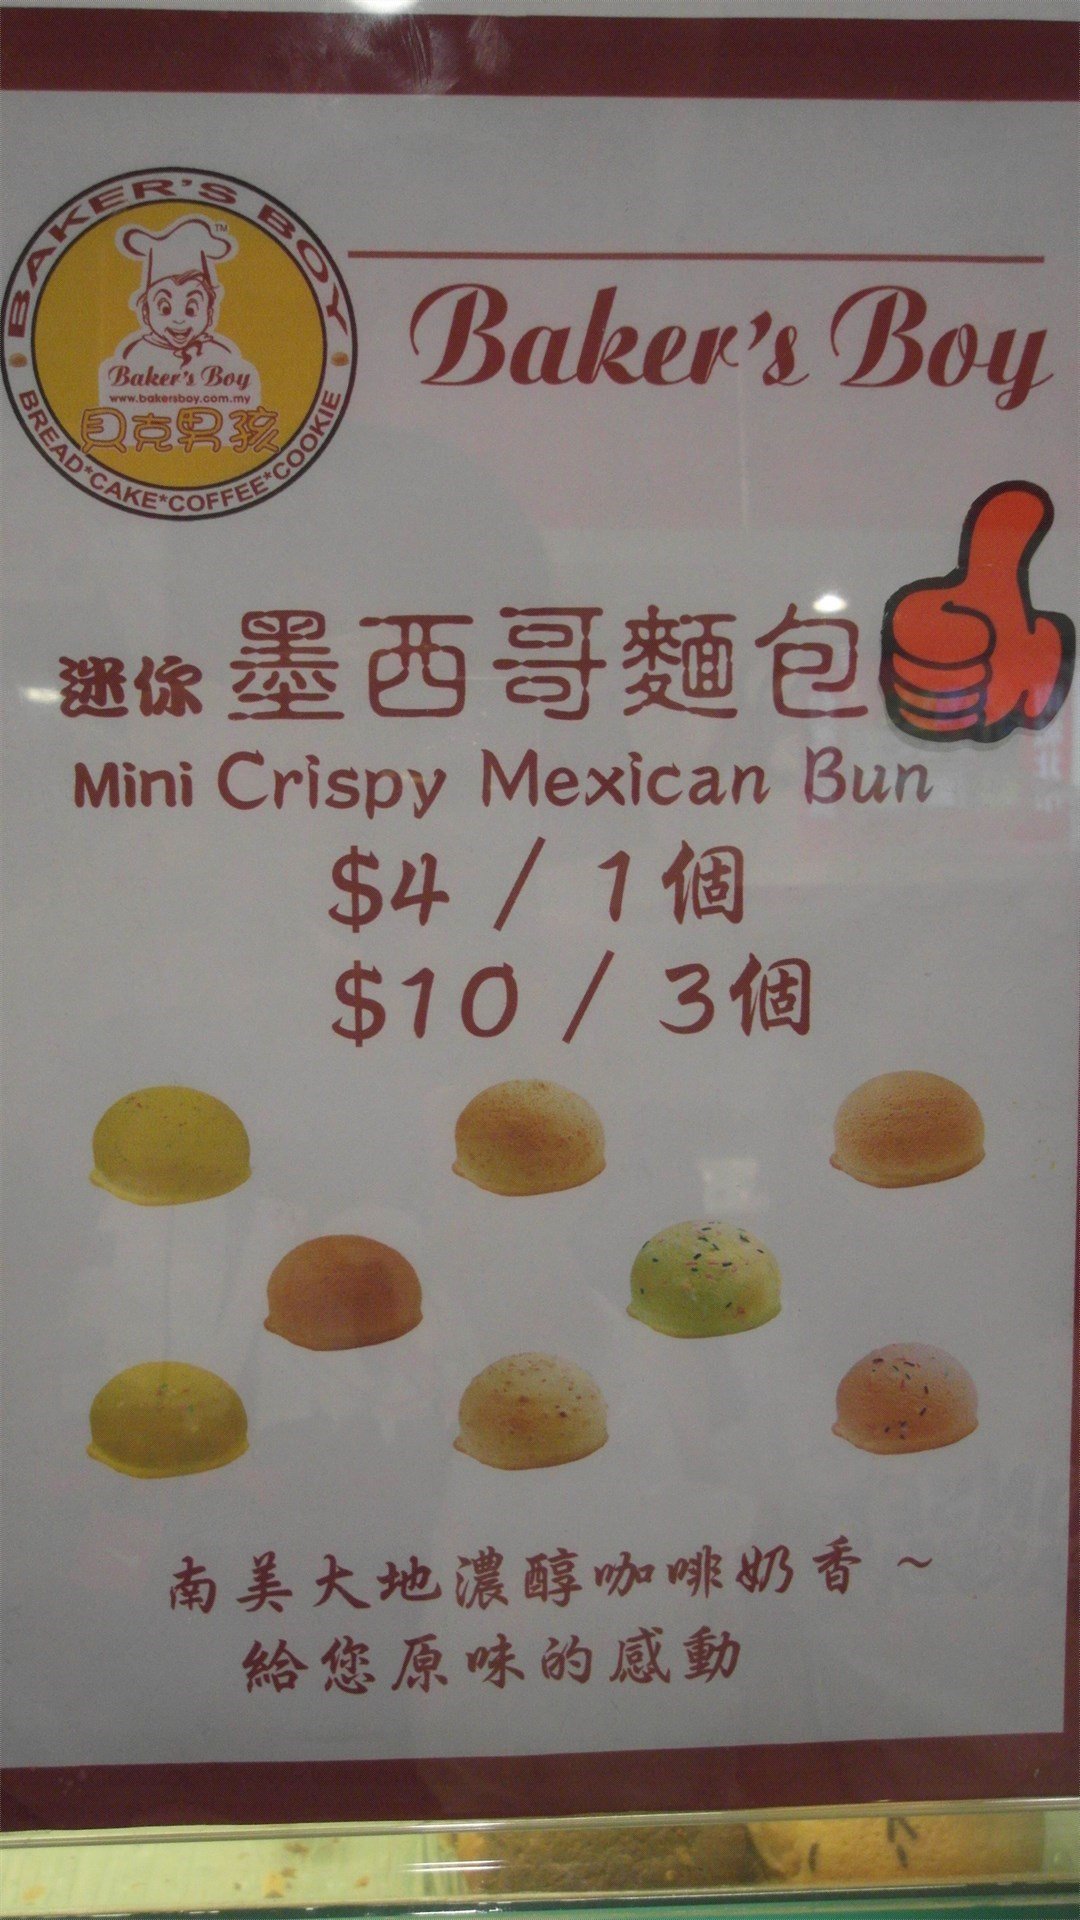 BAKER'S BOY
TM
Baker's Boy
www.bakersboy.com.my
貝克男孩
BREAD*CAKE*COFFEE*COOKIE
Baker's Boy
迷你 墨西哥麵包
Mini Crispy Mexican Bun
$4 / 1個
$10 / 3個
南美大地濃醇咖啡奶香～
給您原味的感動